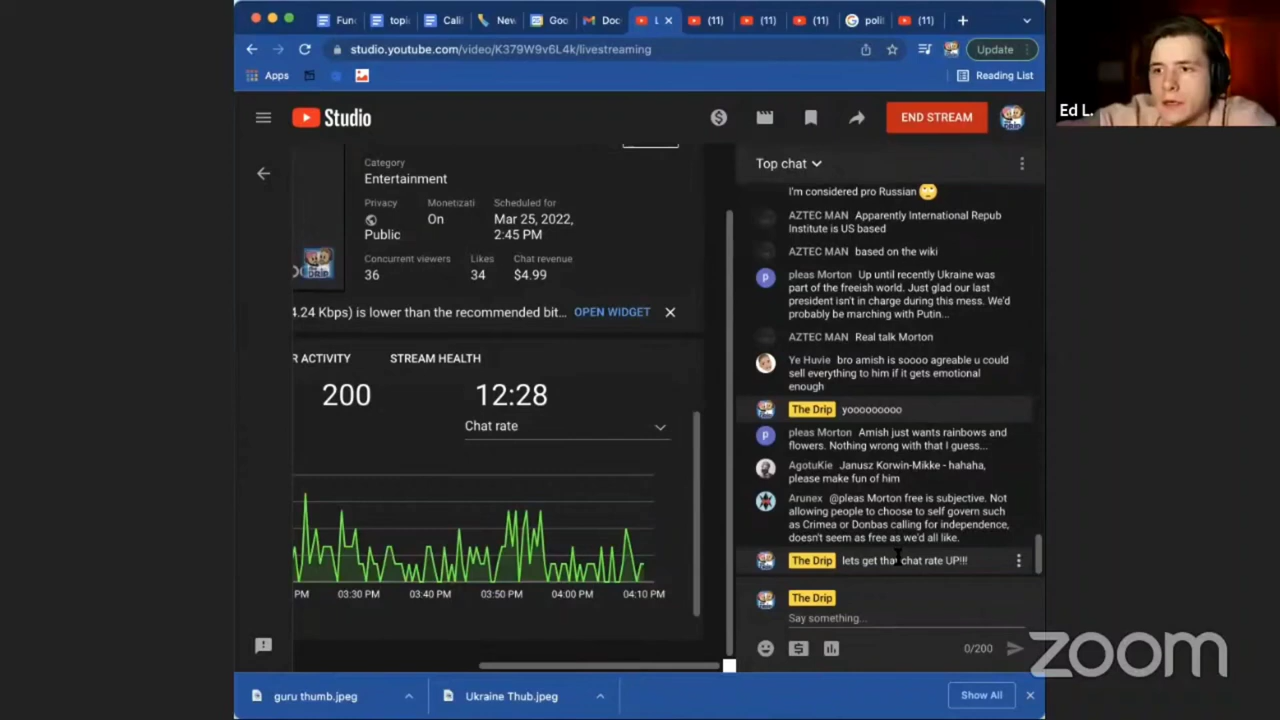 Func
topic
Cali
New
Goo
Doc
L
(11)
(11)
(11)
poli
(11)
Update
studio.youtube.com/video/K379W9v6L4k/livestreaming
Apps
Reading List
Ed L.
Studio
END STREAM
Top chat
Category
Entertainment
Privacy
Monetizati
Scheduled for
Public
On
Mar 25, 2022,
2:45 PM
Concurrent viewers
Likes
Chat revenue
36
34
$4.99
4.24 Kbps) is lower than the recommended bit...
OPEN WIDGET
R ACTIVITY
STREAM HEALTH
200
12:28
Chat rate
PM
03:30 PM
03:40 PM
03:50 PM
04:00 PM
04:10 PM
I'm considered pro Russian 🙄
AZTEC MAN Apparently International Repub
Institute is US based
AZTEC MAN based on the wiki
pleas Morton Up until recently Ukraine was
part of the freeish world. Just glad our last
president isn't in charge during this mess. We'd
probably be marching with Putin...
AZTEC MAN Real talk Morton
Ye Huvie bro amish is soooo agreeable u could
sell everything to him if it gets emotional
enough
The Drip yooooooooo
pleas Morton Amish just wants rainbows and
flowers. Nothing wrong with that I guess...
AgotuKie Janusz Korwin-Mikke - hahaha,
please make fun of him
Arunex @pleas Morton free is subjective. Not
allowing people to choose to self govern such
as Crimea or Donbas calling for independence,
doesn't seem as free as we'd all like.
The Drip lets get that chat rate UP!!!
The Drip
Say something...
0/200
zoom
guru thumb.jpeg
Ukraine Thub.jpeg
Show All